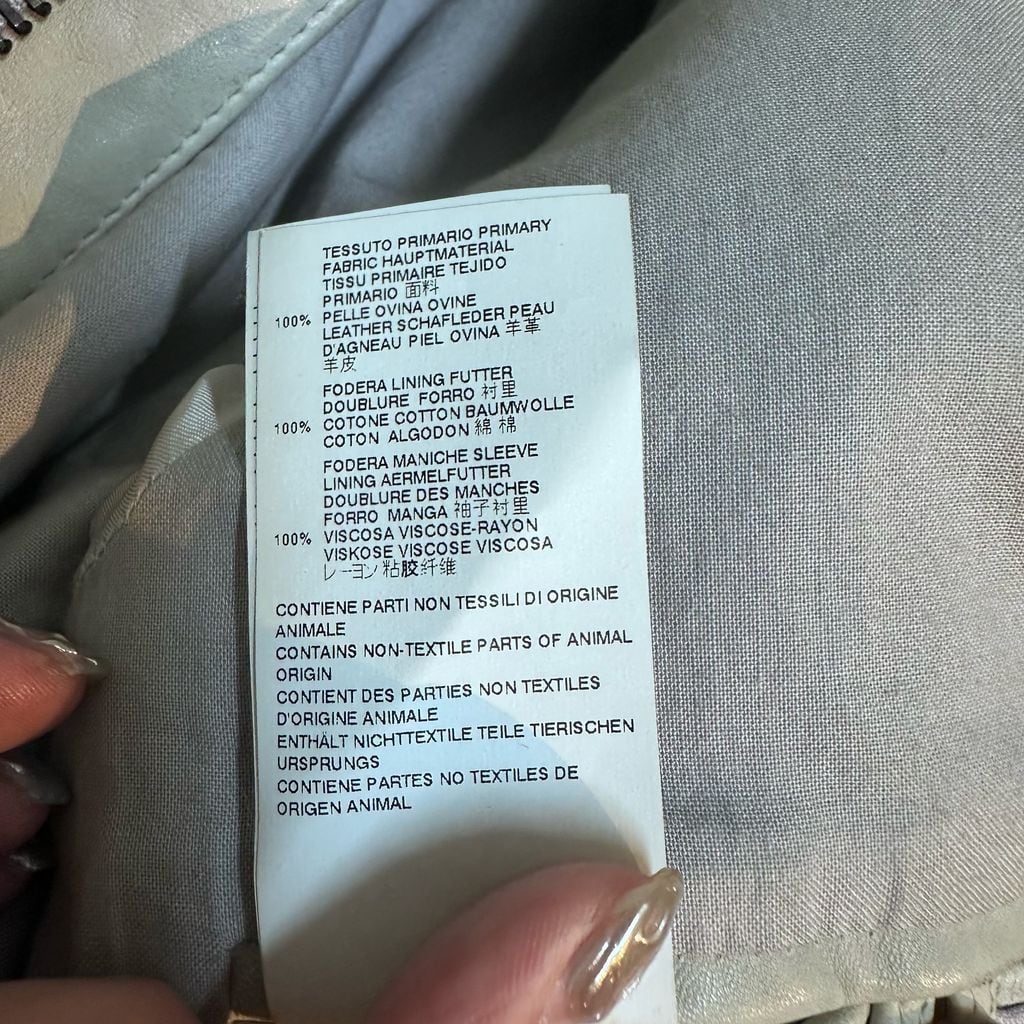 TESSUTO PRIMARIO PRIMARY
FABRIC HAUPTMATERIAL
TISSU PRIMAIRE TEJIDO
PRIMARIO 面料
100% PELLE OVINA OVINE
LEATHER SCHAFLEDER PEAU
D'AGNEAU PIEL OVINA 羊革
羊皮
FODERA LINING FUTTER
DOUBLURE FORRO 衬里
100% COTONE COTTON BAUMWOLLE
COTON ALGODON 綿 棉
FODERA MANICHE SLEEVE
LINING AERMELFUTTER
DOUBLURE DES MANCHES
FORRO MANGA 袖子衬里
100% VISCOSA VISCOSE-RAYON
VISKOSE VISCOSE VISCOSA
レーヨン 粘胶纤维
CONTIENE PARTI NON TESSILI DI ORIGINE
ANIMALE
CONTAINS NON-TEXTILE PARTS OF ANIMAL
ORIGIN
CONTIENT DES PARTIES NON TEXTILES
D'ORIGINE ANIMALE
ENTHÄLT NICHTTEXTILE TEILE TIERISCHEN
URSPRUNGS
CONTIENE PARTES NO TEXTILES DE
ORIGEN ANIMAL